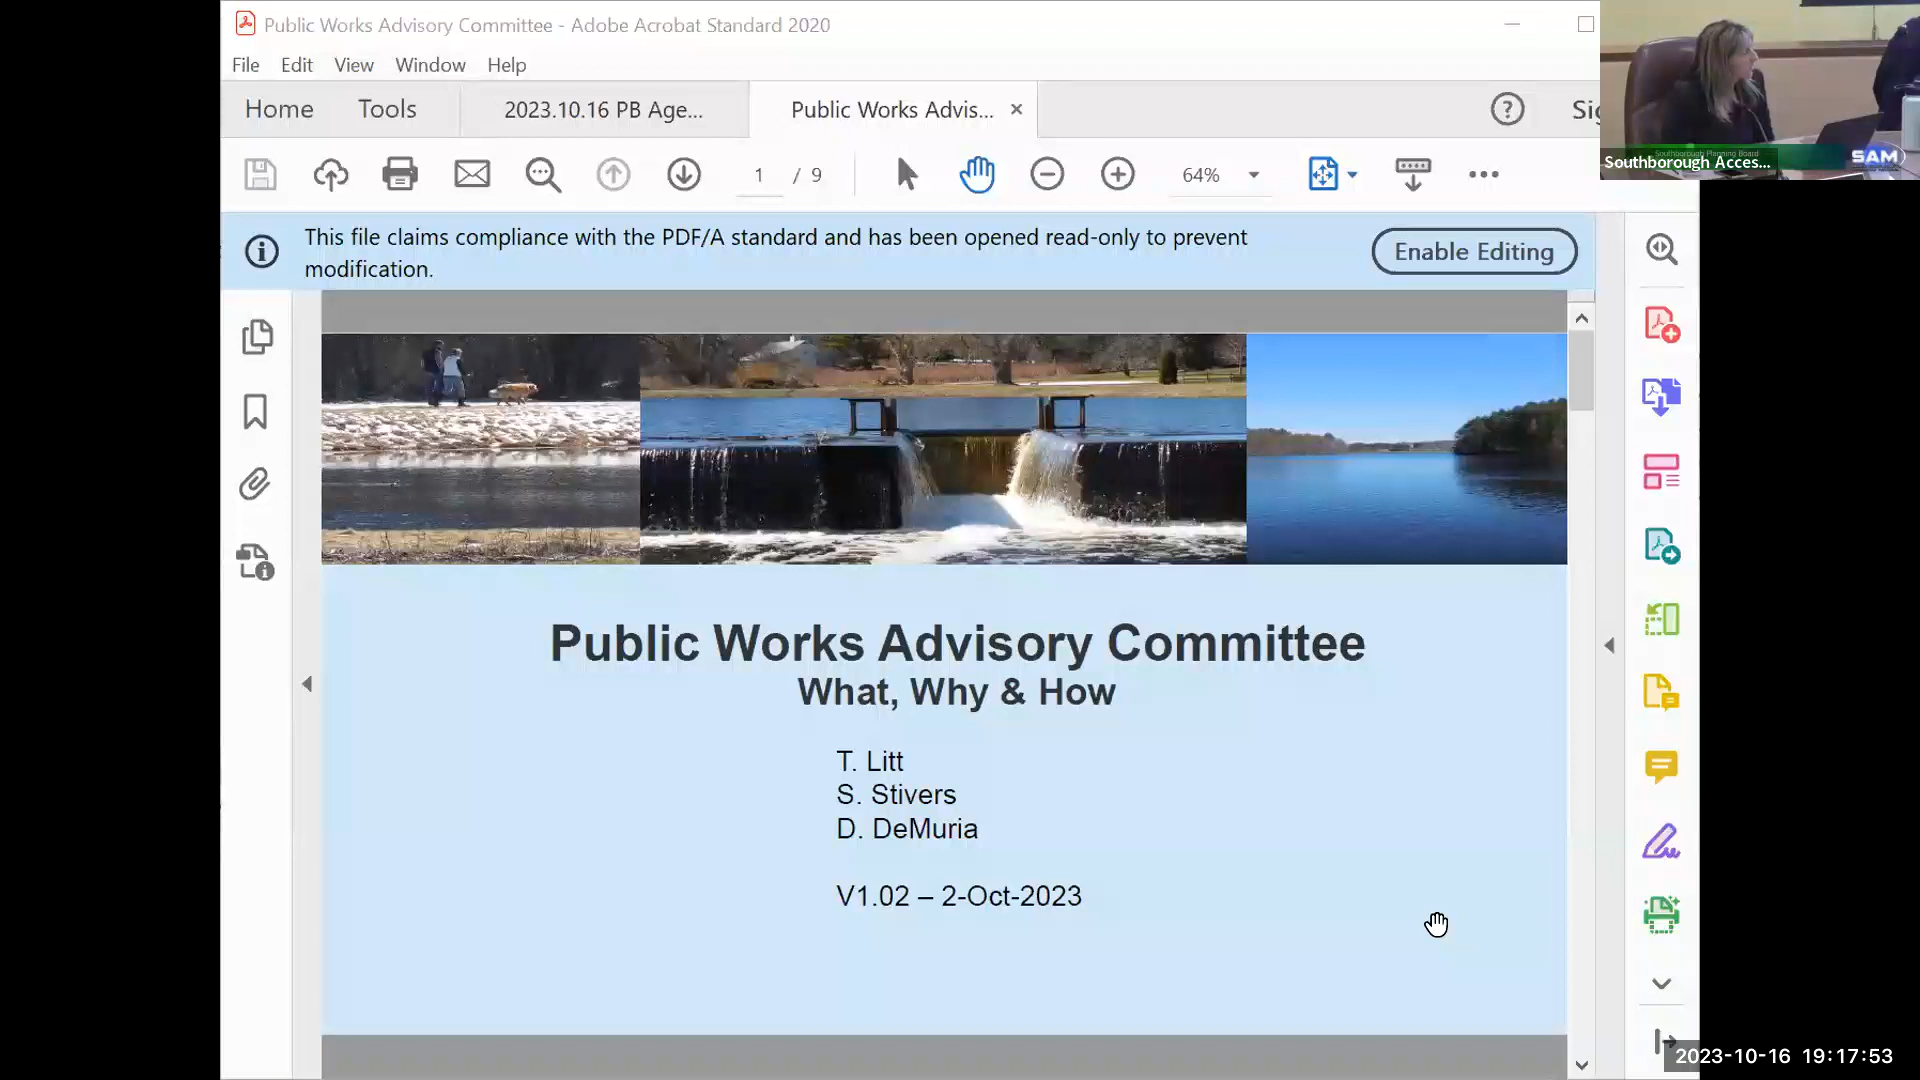 Public Works Advisory Committee - Adobe Acrobat Standard 2020
File Edit View Window Help
Home Tools 2023.10.16 PB Age... Public Works Advis... ×
1 / 9 64%
This file claims compliance with the PDF/A standard and has been opened read-only to prevent
modification.
Enable Editing
Southborough Planning Board
Southborough Acces...
SAM
Public Works Advisory Committee
What, Why & How
T. Litt
S. Stivers
D. DeMuria
V1.02 – 2-Oct-2023
2023-10-16 19:17:53